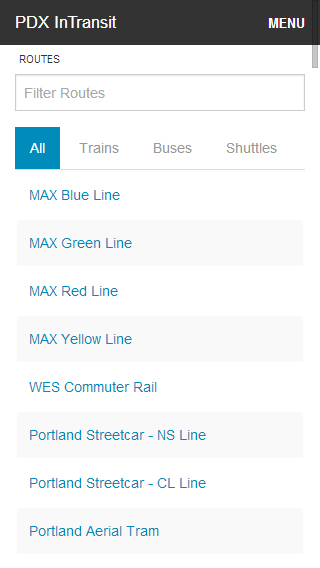 PDX InTransit MENU
ROUTES
Filter Routes
All Trains Buses Shuttles
MAX Blue Line
MAX Green Line
MAX Red Line
MAX Yellow Line
WES Commuter Rail
Portland Streetcar - NS Line
Portland Streetcar - CL Line
Portland Aerial Tram